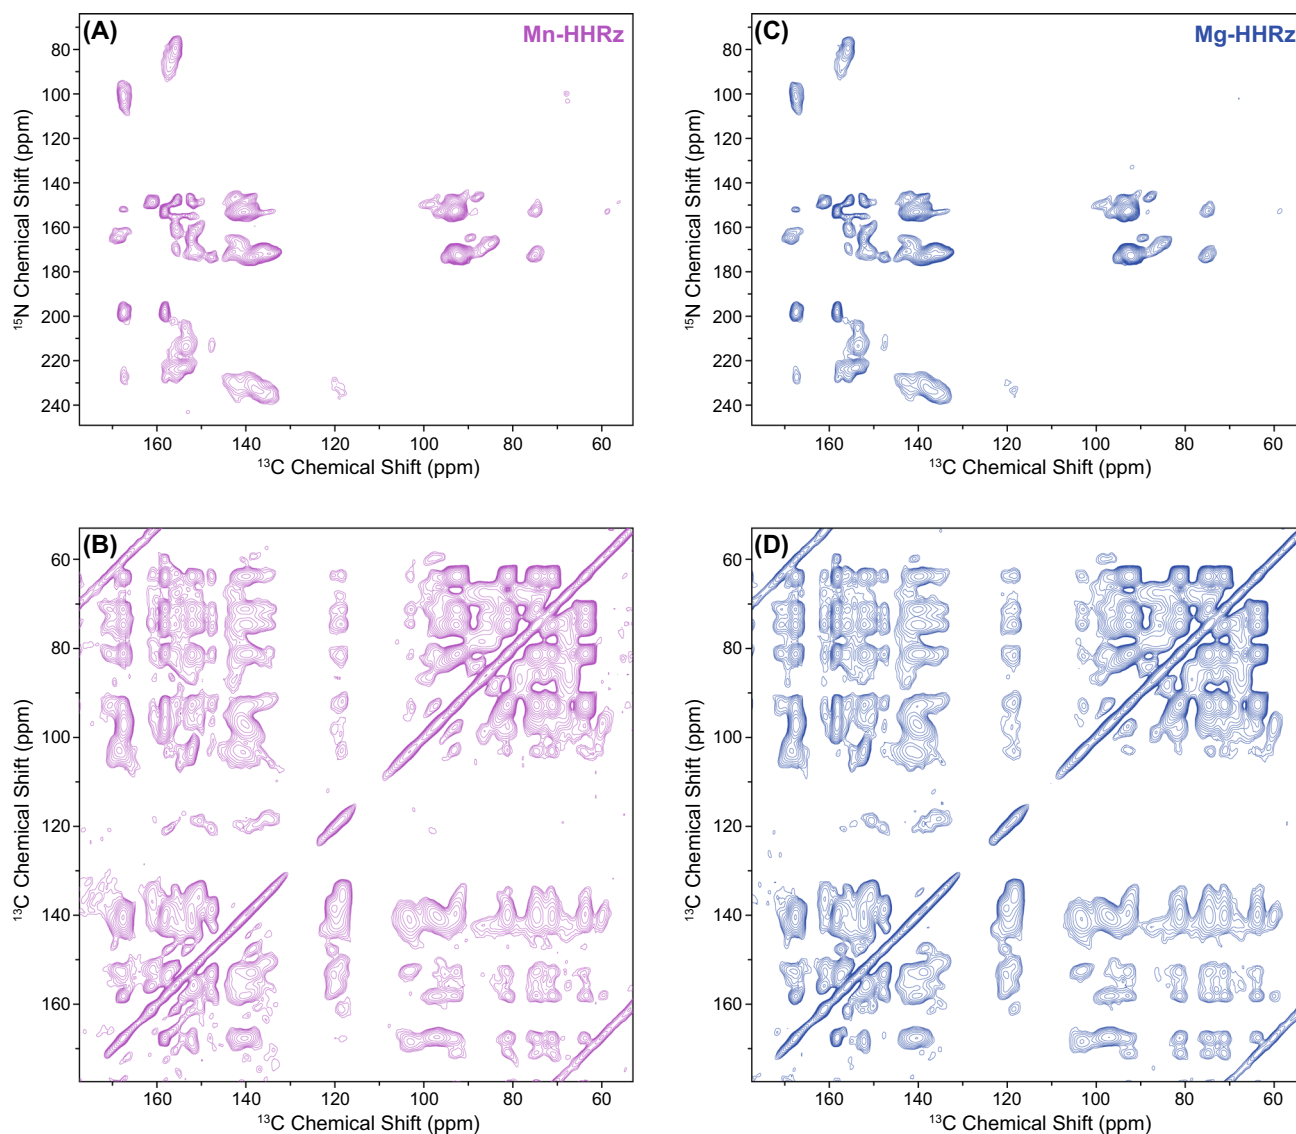 (A) Mn-HHRz
80
100
120
140
160
180
200
220
240
15N Chemical Shift (ppm)
160 140 120 100 80 60
13C Chemical Shift (ppm)
(C) Mg-HHRz
80
100
120
140
160
180
200
220
240
15N Chemical Shift (ppm)
160 140 120 100 80 60
13C Chemical Shift (ppm)
(B)
60
80
100
120
140
160
13C Chemical Shift (ppm)
160 140 120 100 80 60
13C Chemical Shift (ppm)
(D)
60
80
100
120
140
160
13C Chemical Shift (ppm)
160 140 120 100 80 60
13C Chemical Shift (ppm)